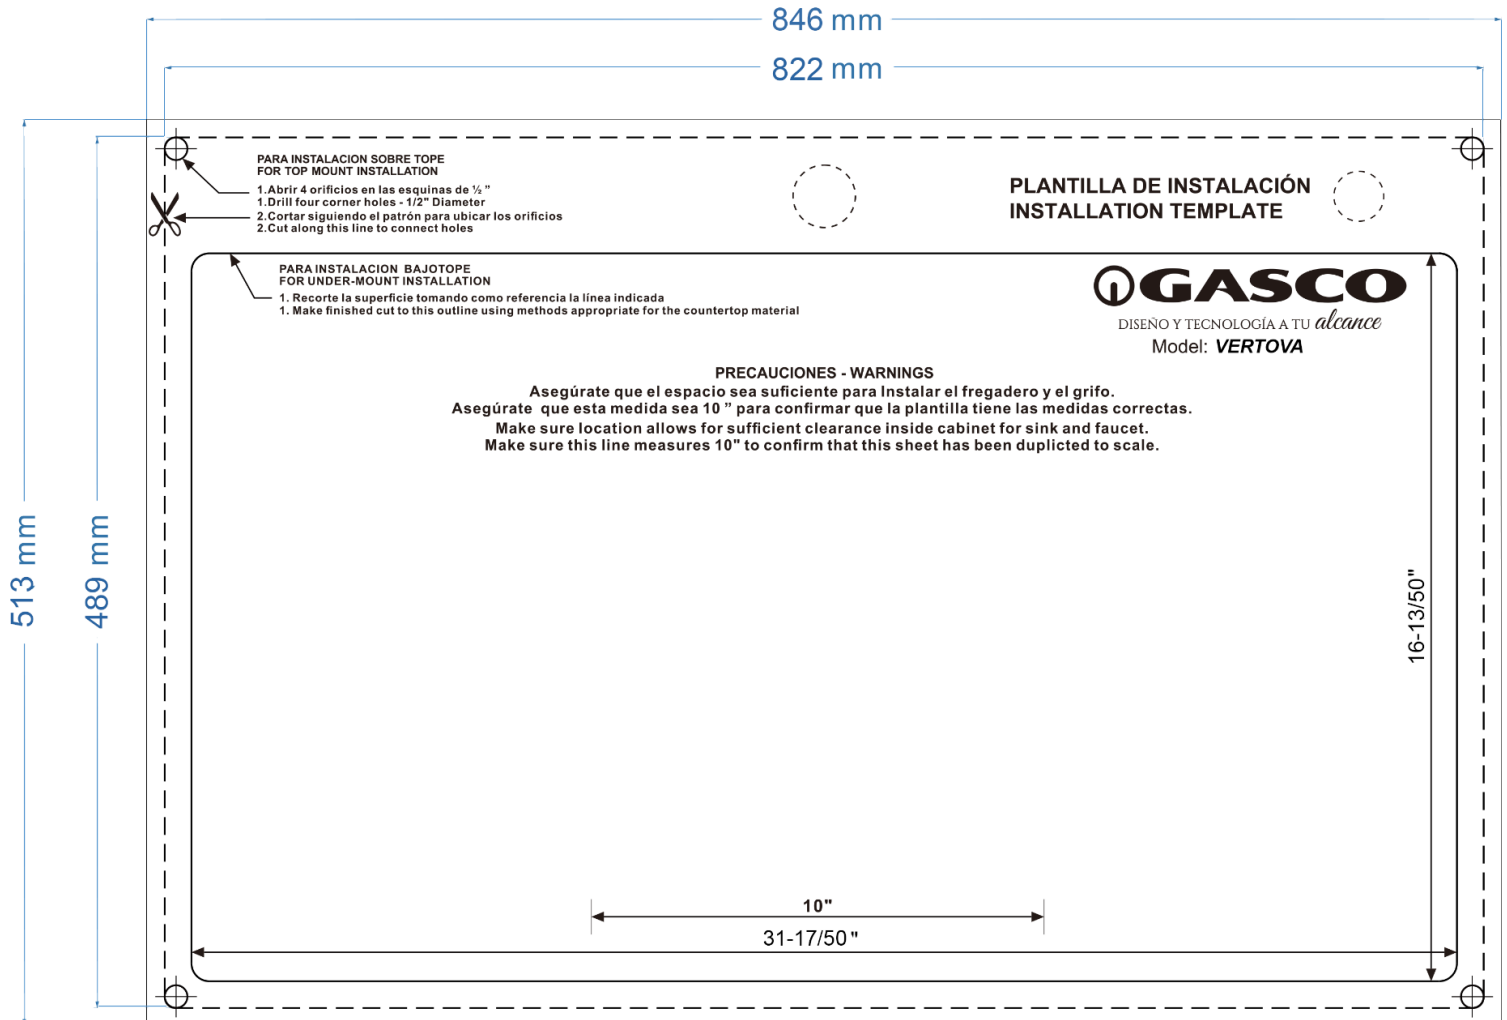 846 mm
822 mm
PARA INSTALACION SOBRE TOPE
FOR TOP MOUNT INSTALLATION
1.Abrir 4 orificios en las esquinas de ½ ”
1.Drill four corner holes - 1/2" Diameter
2.Cortar siguiendo el patrón para ubicar los orificios
2.Cut along this line to connect holes
PLANTILLA DE INSTALACIÓN
INSTALLATION TEMPLATE
PARA INSTALACION BAJOTOPE
FOR UNDER-MOUNT INSTALLATION
1. Recorte la superficie tomando como referencia la línea indicada
1. Make finished cut to this outline using methods appropriate for the countertop material
GASCO
DISEÑO Y TECNOLOGÍA A TU alcance
Model: VERTOVA
PRECAUCIONES - WARNINGS
Asegúrate que el espacio sea suficiente para Instalar el fregadero y el grifo.
Asegúrate que esta medida sea 10 ” para confirmar que la plantilla tiene las medidas correctas.
Make sure location allows for sufficient clearance inside cabinet for sink and faucet.
Make sure this line measures 10" to confirm that this sheet has been duplicted to scale.
513 mm
489 mm
16-13/50"
10"
31-17/50"